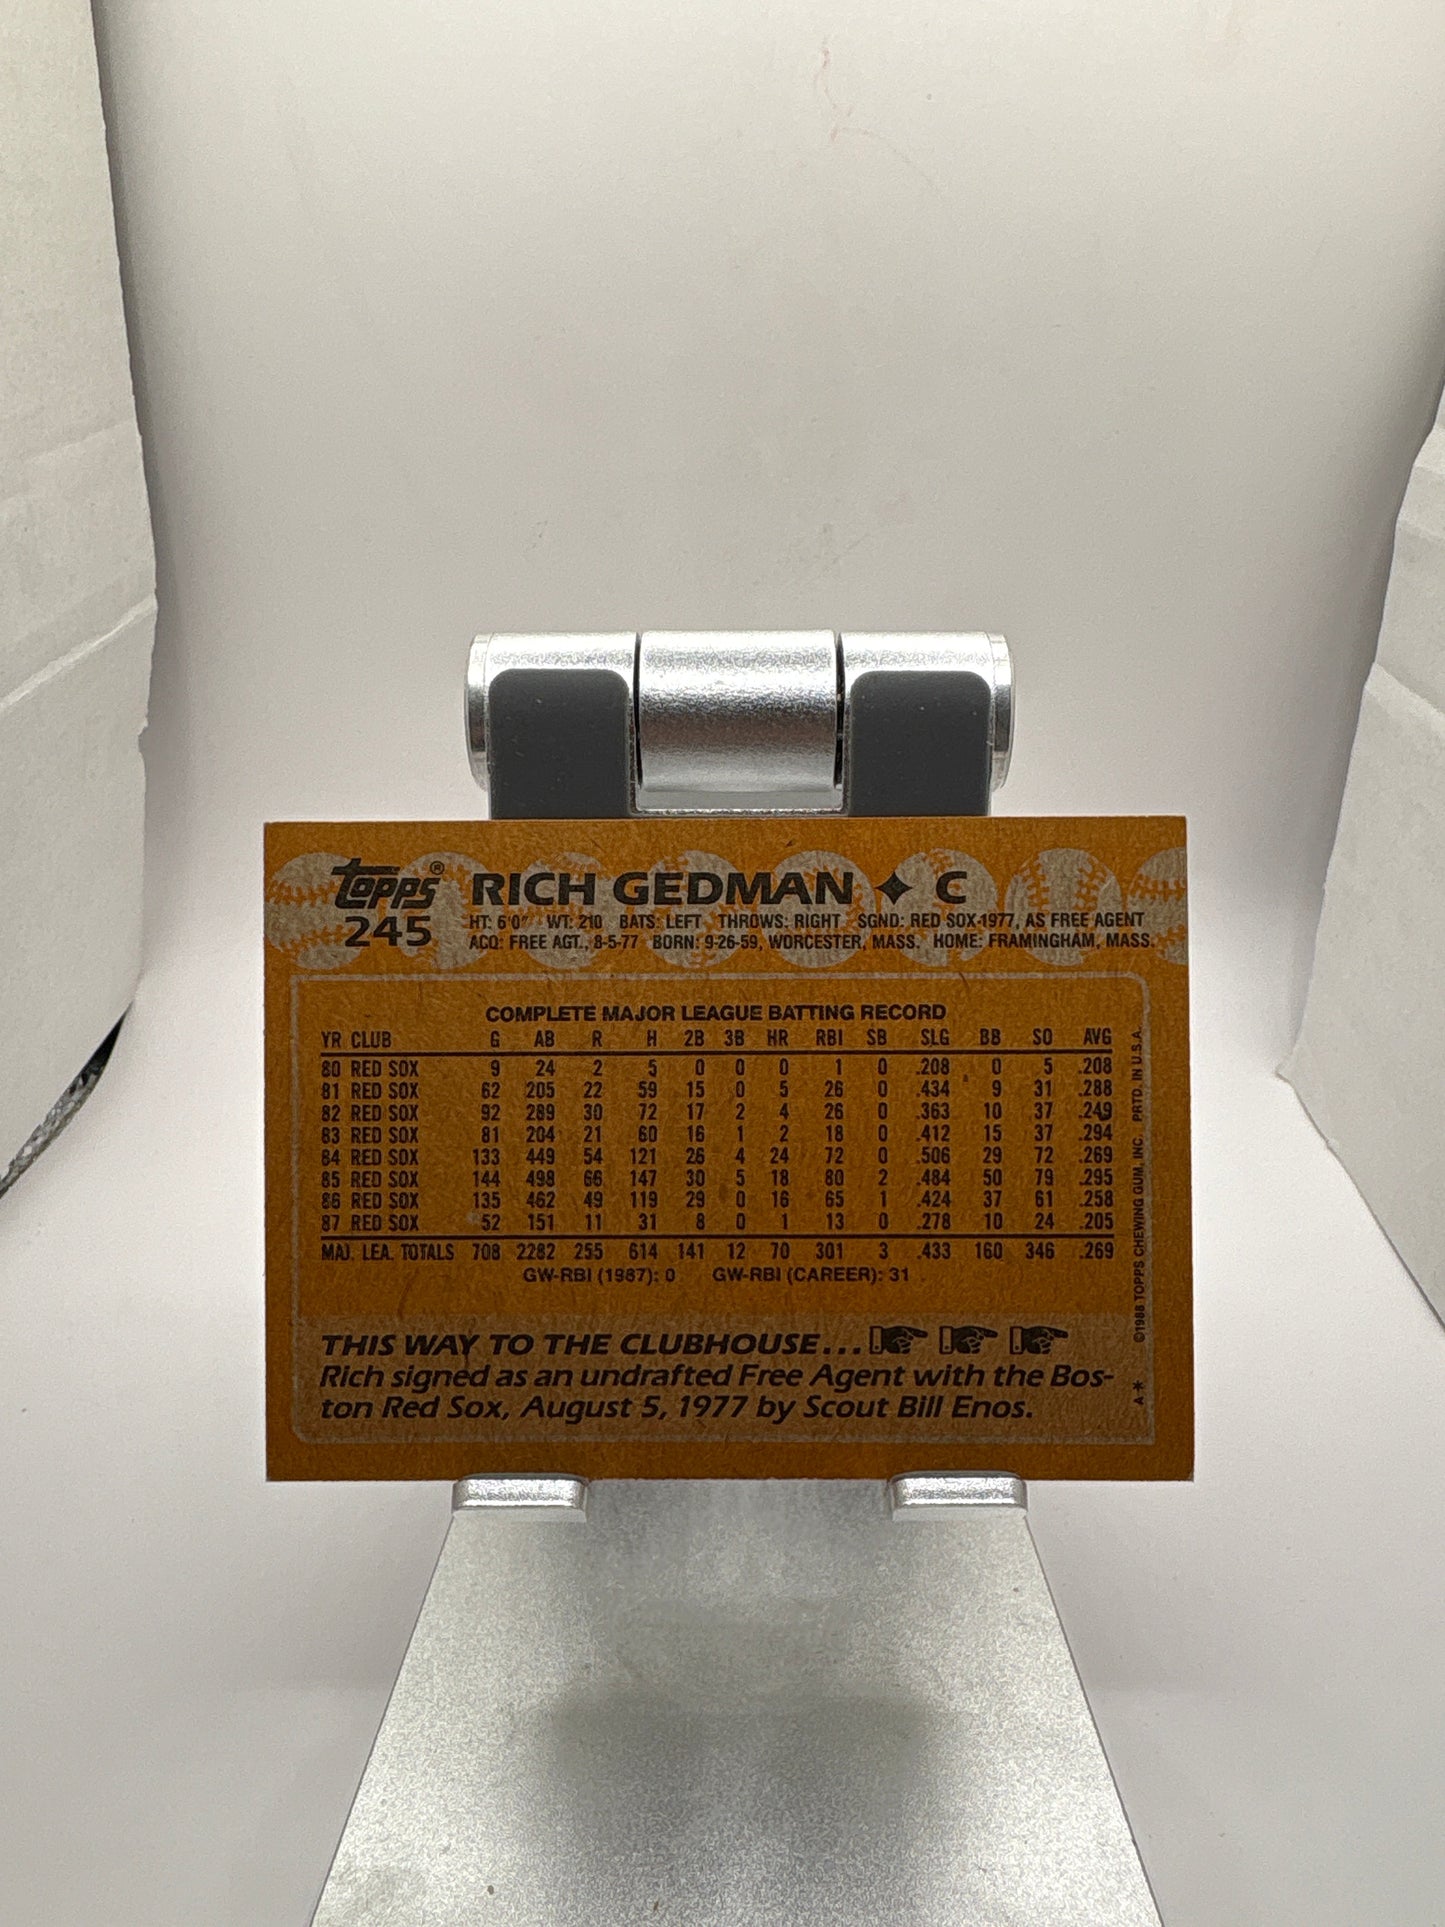 Topps® RICH GEDMAN ✦ C
245 HT: 6'0" WT: 210 BATS: LEFT THROWS: RIGHT SGND: RED SOX-1977, AS FREE AGENT
ACQ: FREE AGT., 8-5-77 BORN: 9-26-59, WORCESTER, MASS. HOME: FRAMINGHAM, MASS.
COMPLETE MAJOR LEAGUE BATTING RECORD
YR CLUB G AB R H 2B 3B HR RBI SB SLG BB SO AVG
80 RED SOX 9 24 2 5 0 0 0 1 0 .208 0 5 .208
81 RED SOX 62 205 22 59 15 0 5 26 0 .434 9 31 .288
82 RED SOX 92 289 30 72 17 2 4 26 0 .363 10 37 .249
83 RED SOX 81 204 21 60 16 1 2 18 0 .412 15 37 .294
84 RED SOX 133 449 54 121 26 4 24 72 0 .506 29 72 .269
85 RED SOX 144 498 66 147 30 5 18 80 2 .484 50 79 .295
86 RED SOX 135 462 49 119 29 0 16 65 1 .424 37 61 .258
87 RED SOX 52 151 11 31 8 0 1 13 0 .278 10 24 .205
MAJ. LEA. TOTALS 708 2282 255 614 141 12 70 301 3 .433 160 346 .269
GW-RBI (1987): 0 GW-RBI (CAREER): 31
THIS WAY TO THE CLUBHOUSE...
Rich signed as an undrafted Free Agent with the Bos-
ton Red Sox, August 5, 1977 by Scout Bill Enos.
A* ©1988 TOPPS CHEWING GUM, INC. PRTD. IN U.S.A.